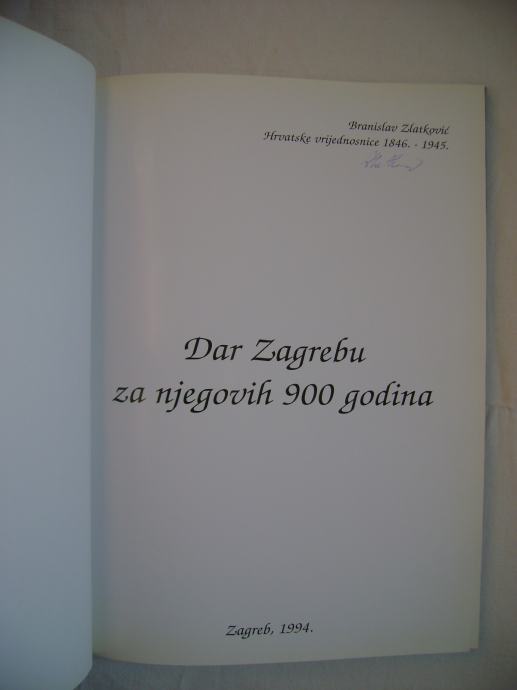 Branislav Zlatković
Hrvatske vrijednosnice 1846. - 1945.
Dar Zagrebu
za njegovih 900 godina
Zagreb, 1994.